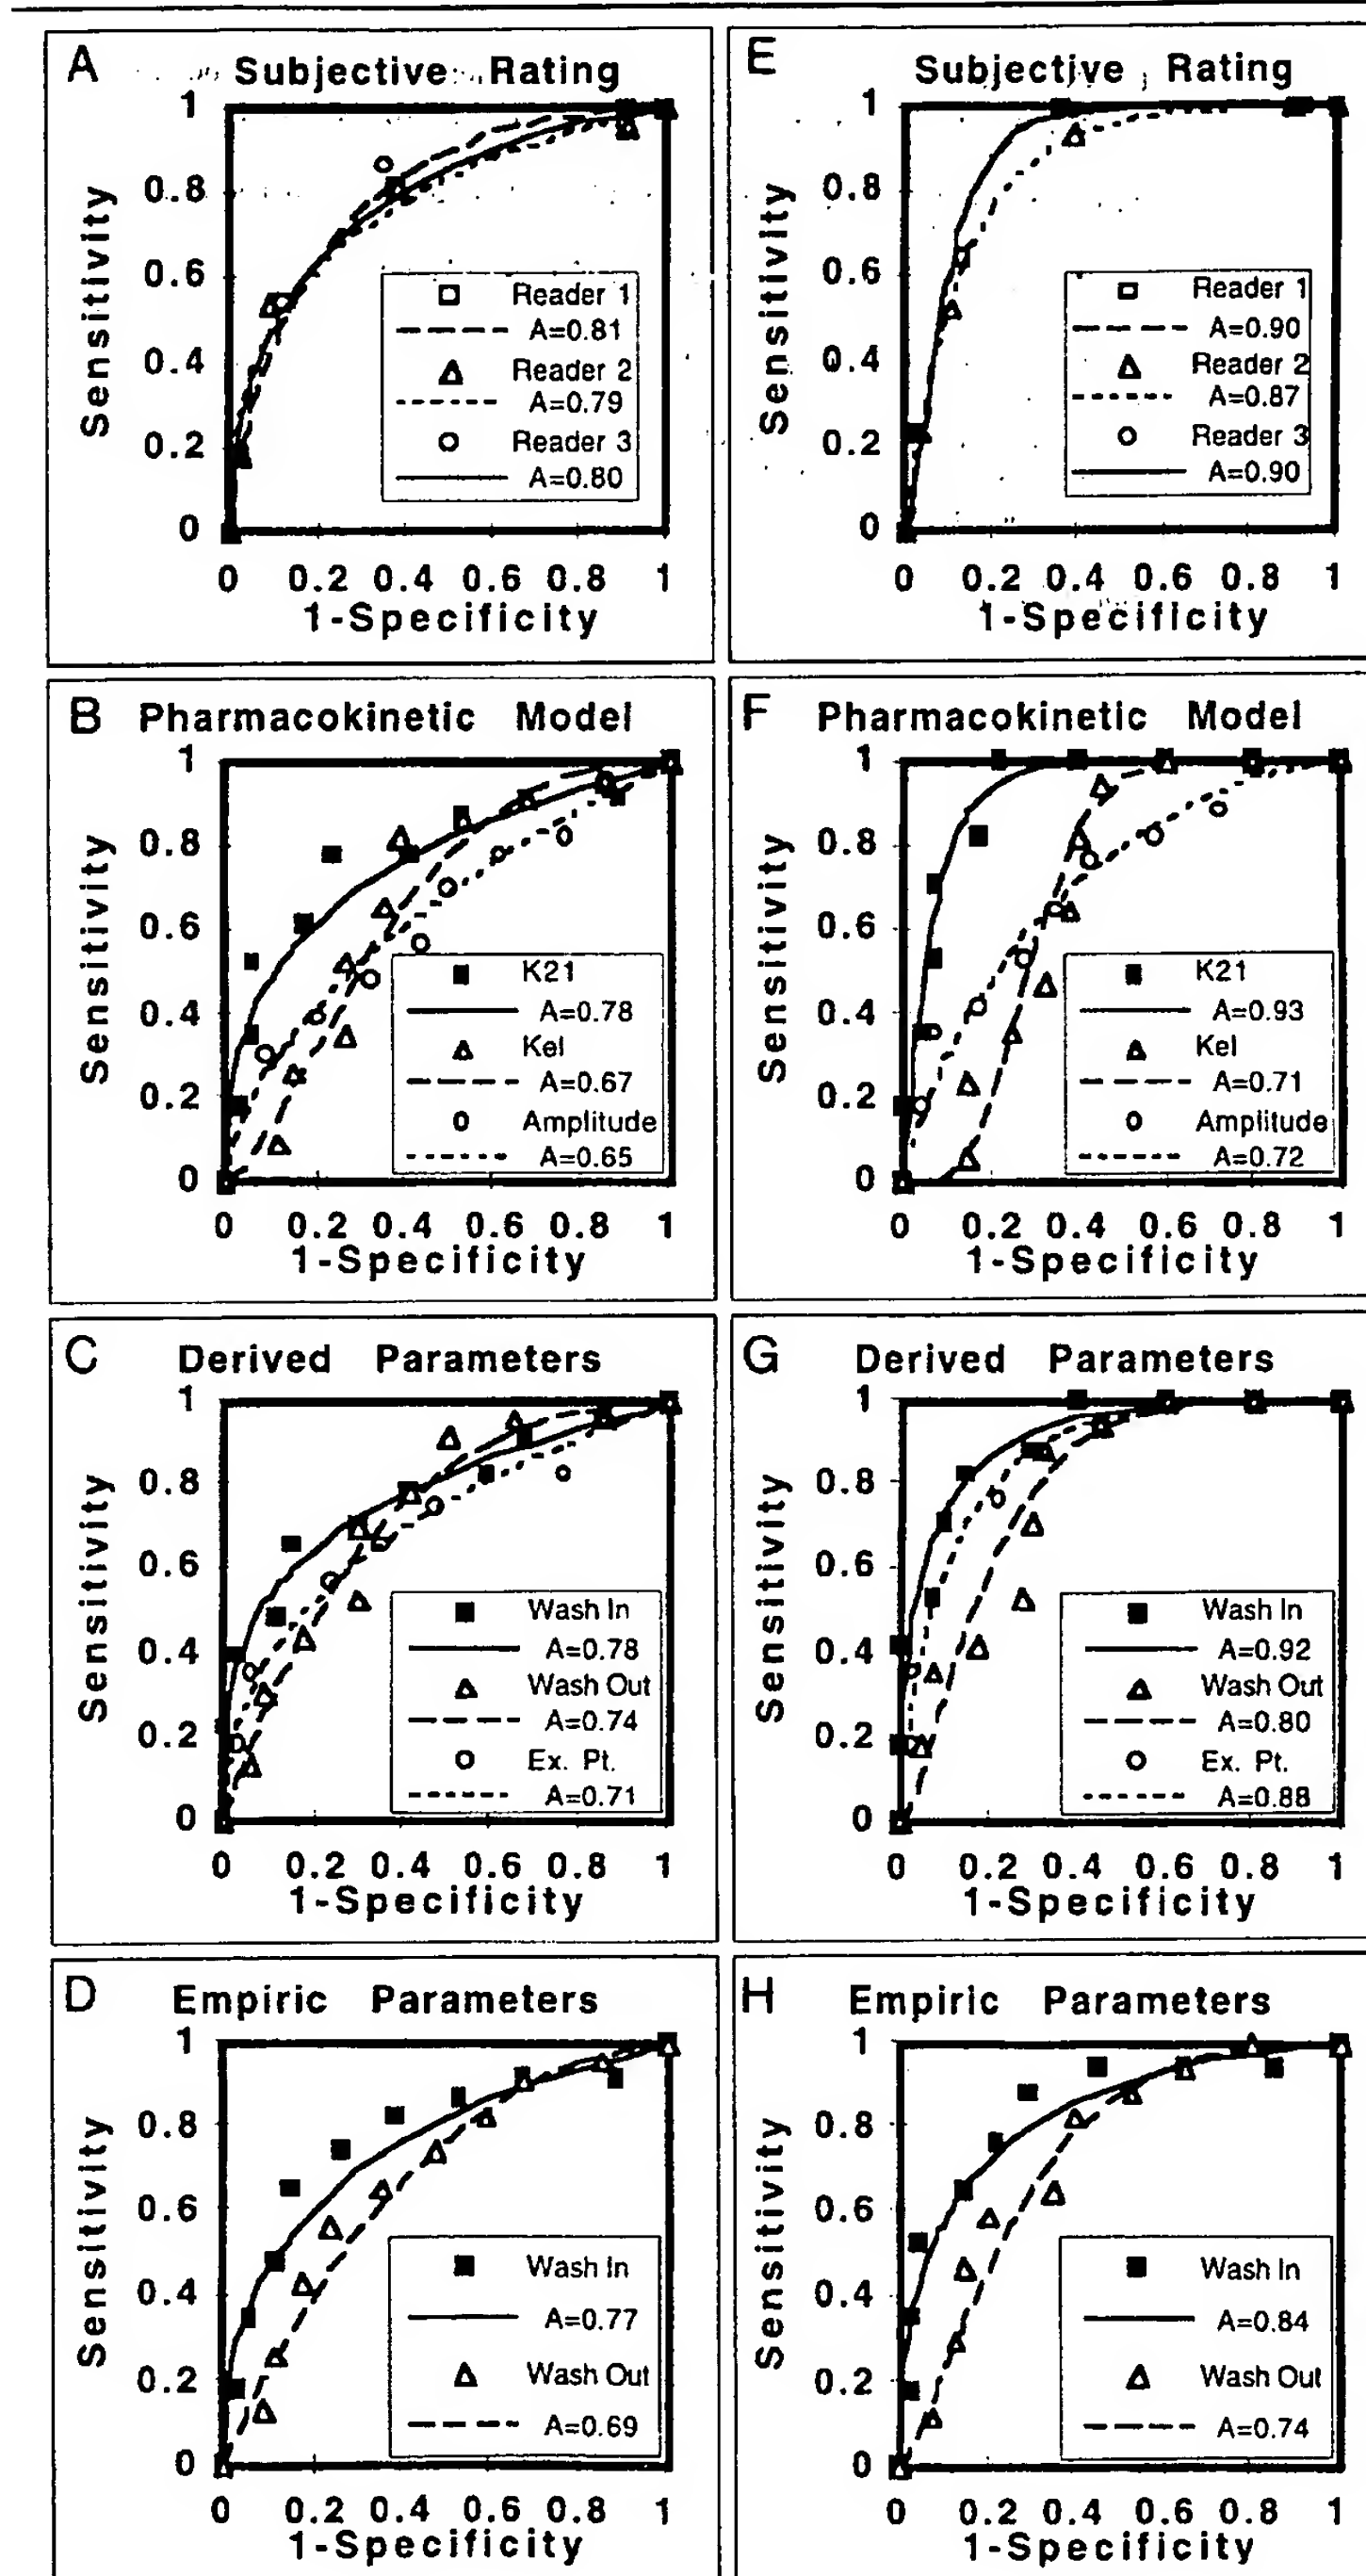 A
Subjective Rating
1
0.8
0.6
0.4
0.2
0
Sensitivity
Reader 1
A=0.81
Reader 2
A=0.79
Reader 3
A=0.80
0 0.2 0.4 0.6 0.8 1
1-Specificity
E
Subjective Rating
1
0.8
0.6
0.4
0.2
0
Sensitivity
Reader 1
A=0.90
Reader 2
A=0.87
Reader 3
A=0.90
0 0.2 0.4 0.6 0.8 1
1-Specificity
B
Pharmacokinetic Model
1
0.8
0.6
0.4
0.2
0
Sensitivity
K21
A=0.78
Kel
A=0.67
Amplitude
A=0.65
0 0.2 0.4 0.6 0.8 1
1-Specificity
F
Pharmacokinetic Model
1
0.8
0.6
0.4
0.2
0
Sensitivity
K21
A=0.93
Kel
A=0.71
Amplitude
A=0.72
0 0.2 0.4 0.6 0.8 1
1-Specificity
C
Derived Parameters
1
0.8
0.6
0.4
0.2
0
Sensitivity
Wash In
A=0.78
Wash Out
A=0.74
Ex. Pt.
A=0.71
0 0.2 0.4 0.6 0.8 1
1-Specificity
G
Derived Parameters
1
0.8
0.6
0.4
0.2
0
Sensitivity
Wash In
A=0.92
Wash Out
A=0.80
Ex. Pt.
A=0.88
0 0.2 0.4 0.6 0.8 1
1-Specificity
D
Empiric Parameters
1
0.8
0.6
0.4
0.2
0
Sensitivity
Wash In
A=0.77
Wash Out
A=0.69
0 0.2 0.4 0.6 0.8 1
1-Specificity
H
Empiric Parameters
1
0.8
0.6
0.4
0.2
0
Sensitivity
Wash In
A=0.84
Wash Out
A=0.74
0 0.2 0.4 0.6 0.8 1
1-Specificity